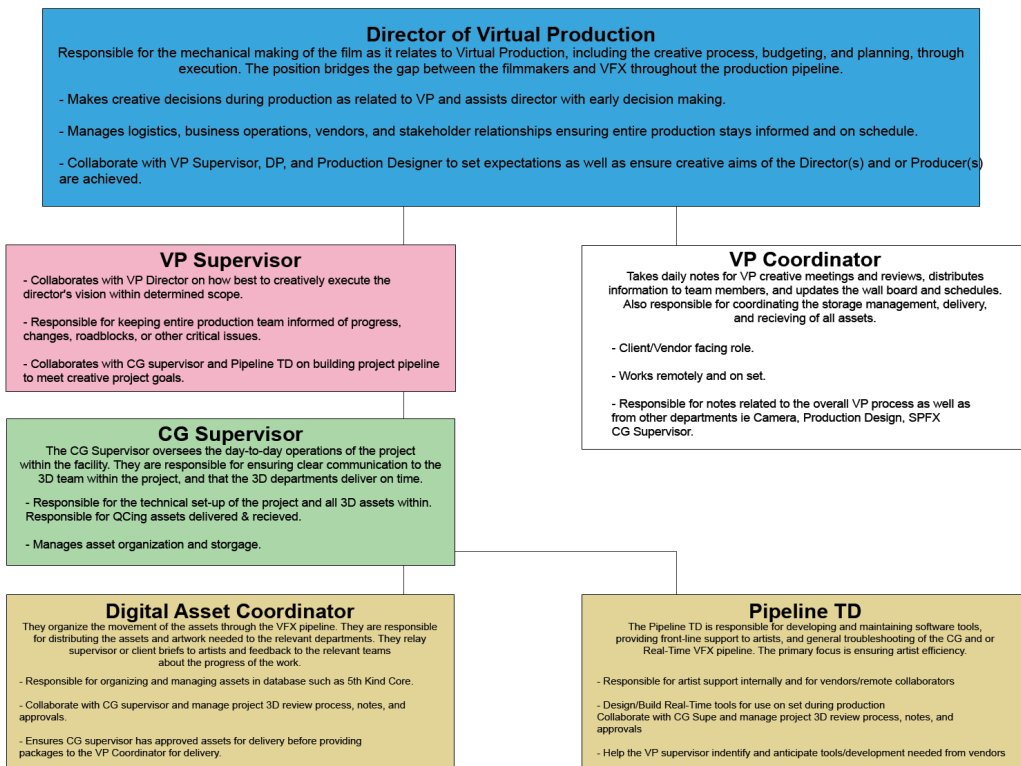 Director of Virtual Production
Responsible for the mechanical making of the film as it relates to Virtual Production, including the creative process, budgeting, and planning, through
execution. The position bridges the gap between the filmmakers and VFX throughout the production pipeline.
- Makes creative decisions during production as related to VP and assists director with early decision making.
- Manages logistics, business operations, vendors, and stakeholder relationships ensuring entire production stays informed and on schedule.
- Collaborate with VP Supervisor, DP, and Production Designer to set expectations as well as ensure creative aims of the Director(s) and or Producer(s)
are achieved.
VP Supervisor
- Collaborates with VP Director on how best to creatively execute the
director's vision within determined scope.
- Responsible for keeping entire production team informed of progress,
changes, roadblocks, or other critical issues.
- Collaborates with CG supervisor and Pipeline TD on building project pipeline
to meet creative project goals.
VP Coordinator
Takes daily notes for VP creative meetings and reviews, distributes
information to team members, and updates the wall board and schedules.
Also responsible for coordinating the storage management, delivery,
and recieving of all assets.
- Client/Vendor facing role.
- Works remotely and on set.
- Responsible for notes related to the overall VP process as well as
from other departments ie Camera, Production Design, SPFX
CG Supervisor.
CG Supervisor
The CG Supervisor oversees the day-to-day operations of the project
within the facility. They are responsible for ensuring clear communication to the
3D team within the project, and that the 3D departments deliver on time.
- Responsible for the technical set-up of the project and all 3D assets within.
Responsible for QCing assets delivered & recieved.
- Manages asset organization and storgage.
Digital Asset Coordinator
They organize the movement of the assets through the VFX pipeline. They are responsible
for distributing the assets and artwork needed to the relevant departments. They relay
supervisor or client briefs to artists and feedback to the relevant teams
about the progress of the work.
- Responsible for organizing and managing assets in database such as 5th Kind Core.
- Collaborate with CG supervisor and manage project 3D review process, notes, and
approvals.
- Ensures CG supervisor has approved assets for delivery before providing
packages to the VP Coordinator for delivery.
Pipeline TD
The Pipeline TD is responsible for developing and maintaining software tools,
providing front-line support to artists, and general troubleshooting of the CG and or
Real-Time VFX pipeline. The primary focus is ensuring artist efficiency.
- Responsible for artist support internally and for vendors/remote collaborators
- Design/Build Real-Time tools for use on set during production
Collaborate with CG Supe and manage project 3D review process, notes, and
approvals
- Help the VP supervisor indentify and anticipate tools/development needed from vendors